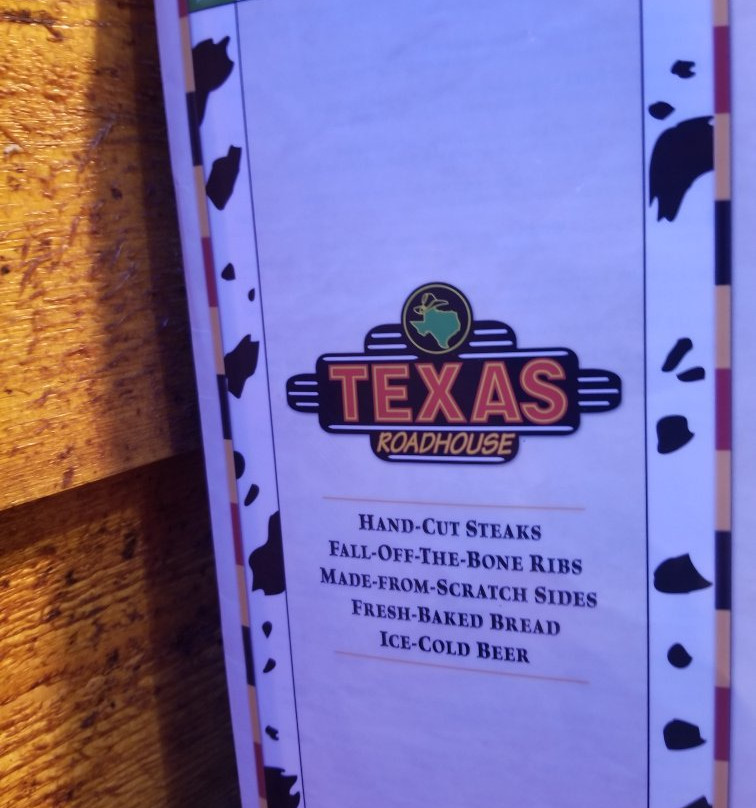 TEXAS
ROADHOUSE
HAND-CUT STEAKS
FALL-OFF-THE-BONE RIBS
MADE-FROM-SCRATCH SIDES
FRESH-BAKED BREAD
ICE-COLD BEER